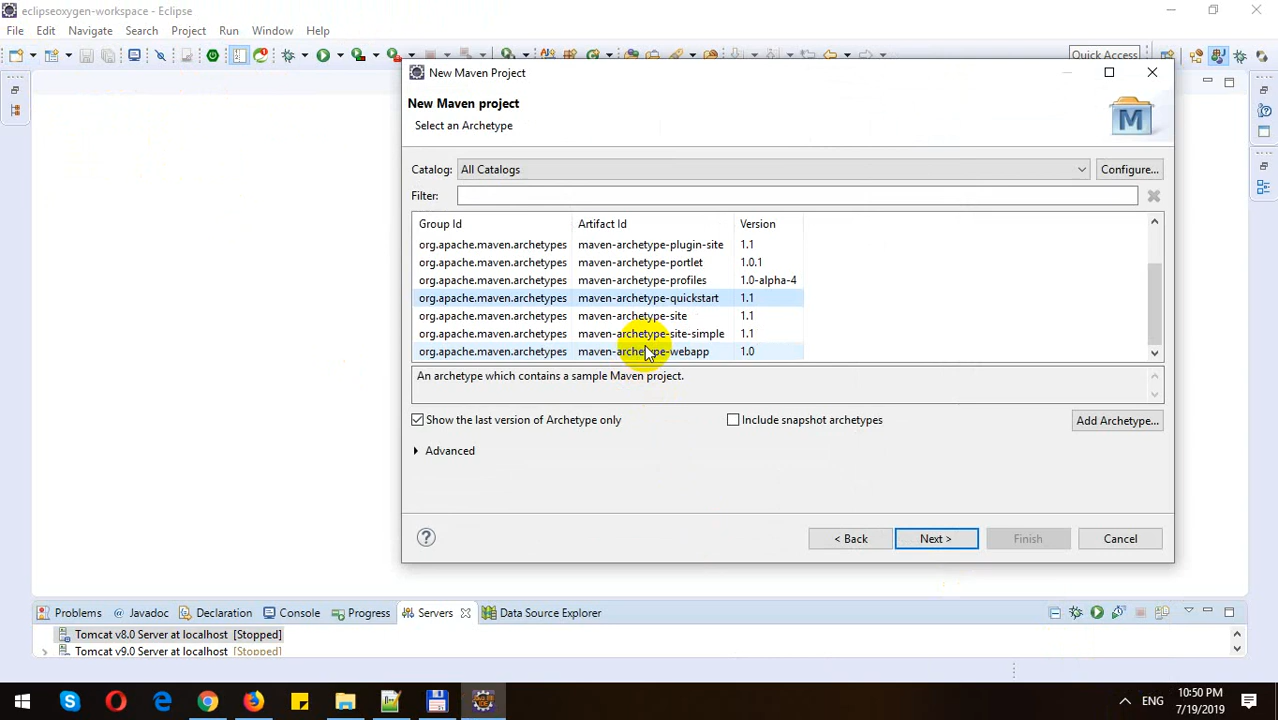 eclipseoxygen-workspace - Eclipse
File Edit Navigate Search Project Run Window Help
Quick Access
New Maven Project
New Maven project
Select an Archetype
M
Catalog: All Catalogs Configure...
Filter:
Group Id Artifact Id Version
org.apache.maven.archetypes maven-archetype-plugin-site 1.1
org.apache.maven.archetypes maven-archetype-portlet 1.0.1
org.apache.maven.archetypes maven-archetype-profiles 1.0-alpha-4
org.apache.maven.archetypes maven-archetype-quickstart 1.1
org.apache.maven.archetypes maven-archetype-site 1.1
org.apache.maven.archetypes maven-archetype-site-simple 1.1
org.apache.maven.archetypes maven-archetype-webapp 1.0
An archetype which contains a sample Maven project.
Show the last version of Archetype only Include snapshot archetypes Add Archetype...
Advanced
< Back Next > Finish Cancel
Problems @ Javadoc Declaration Console Progress Servers Data Source Explorer
Tomcat v8.0 Server at localhost [Stopped]
Tomcat v9.0 Server at localhost [Stopped]
ENG
10:50 PM
7/19/2019